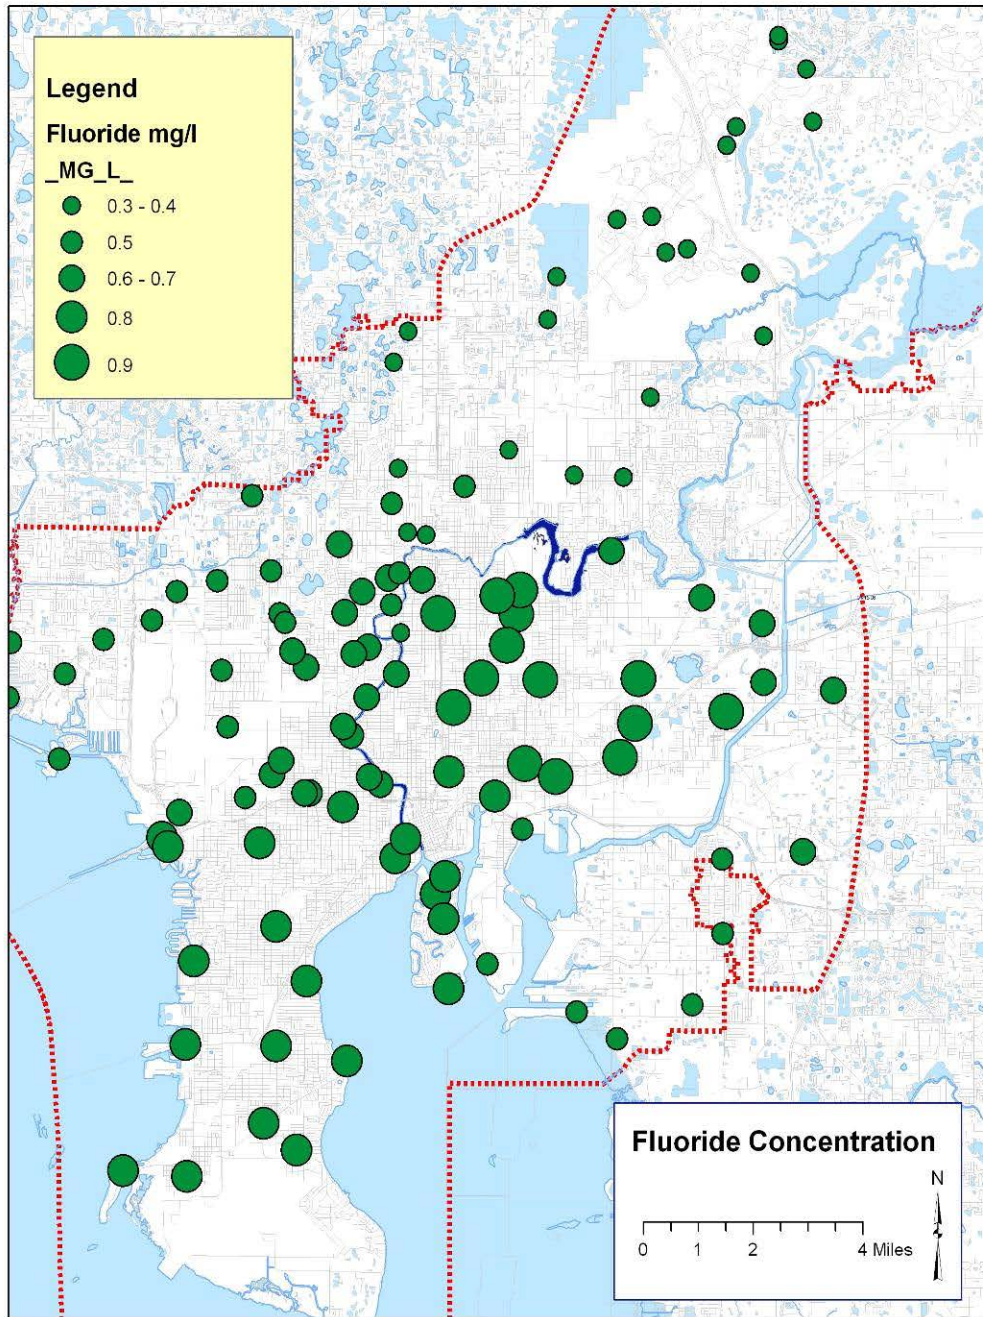 Legend
Fluoride mg/l
_MG_L_
0.3 - 0.4
0.5
0.6 - 0.7
0.8
0.9
Fluoride Concentration
N
0 1 2 4 Miles